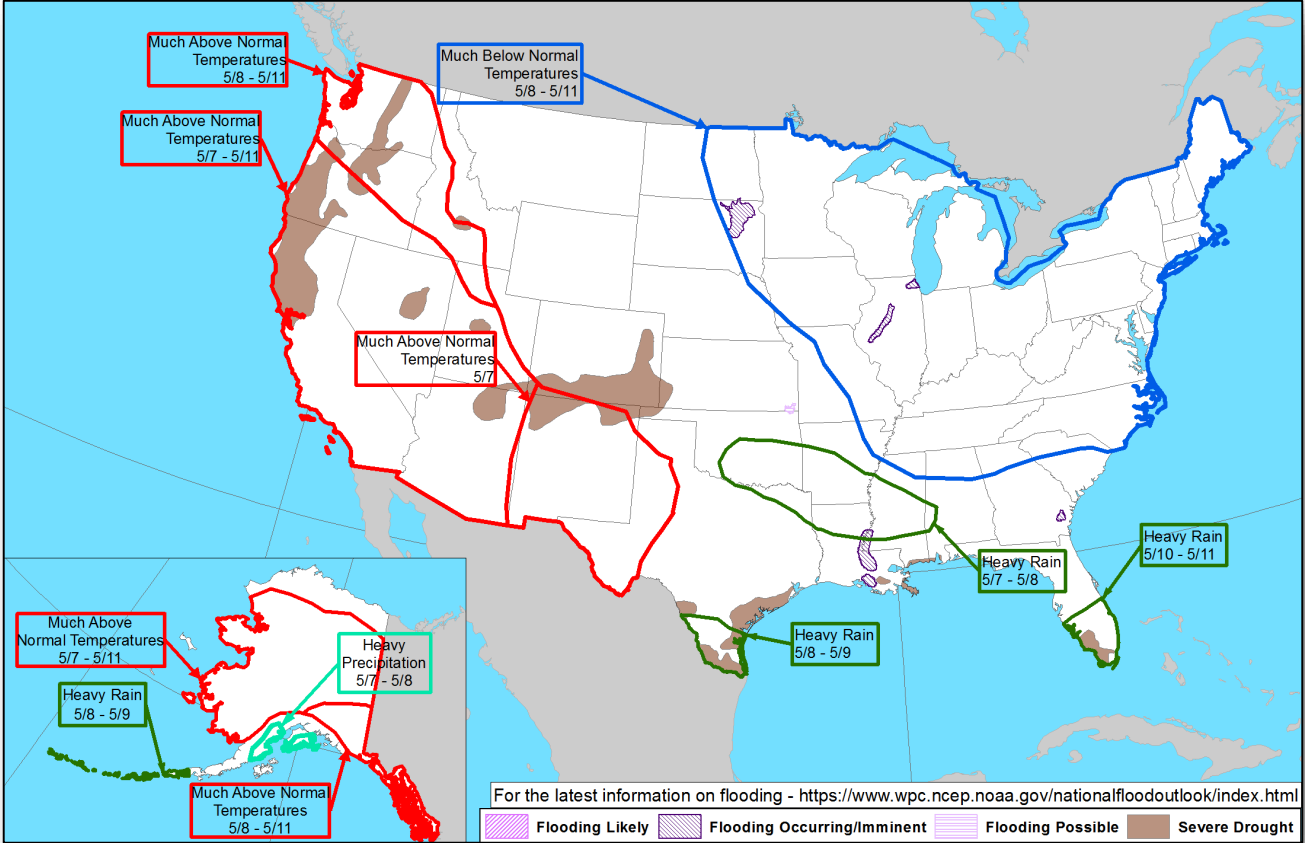 Much Above Normal
Temperatures
5/8 - 5/11
Much Below Normal
Temperatures
5/8 - 5/11
Much Above Normal
Temperatures
5/7 - 5/11
Much Above Normal
Temperatures
5/7
Heavy Rain
5/10 - 5/11
Heavy Rain
5/7 - 5/8
Heavy Rain
5/8 - 5/9
Much Above
Normal Temperatures
5/7 - 5/11
Heavy
Precipitation
5/7 - 5/8
Heavy Rain
5/8 - 5/9
Much Above Normal
Temperatures
5/8 - 5/11
For the latest information on flooding - https://www.wpc.ncep.noaa.gov/nationalfloodoutlook/index.html
Flooding Likely
Flooding Occurring/Imminent
Flooding Possible
Severe Drought